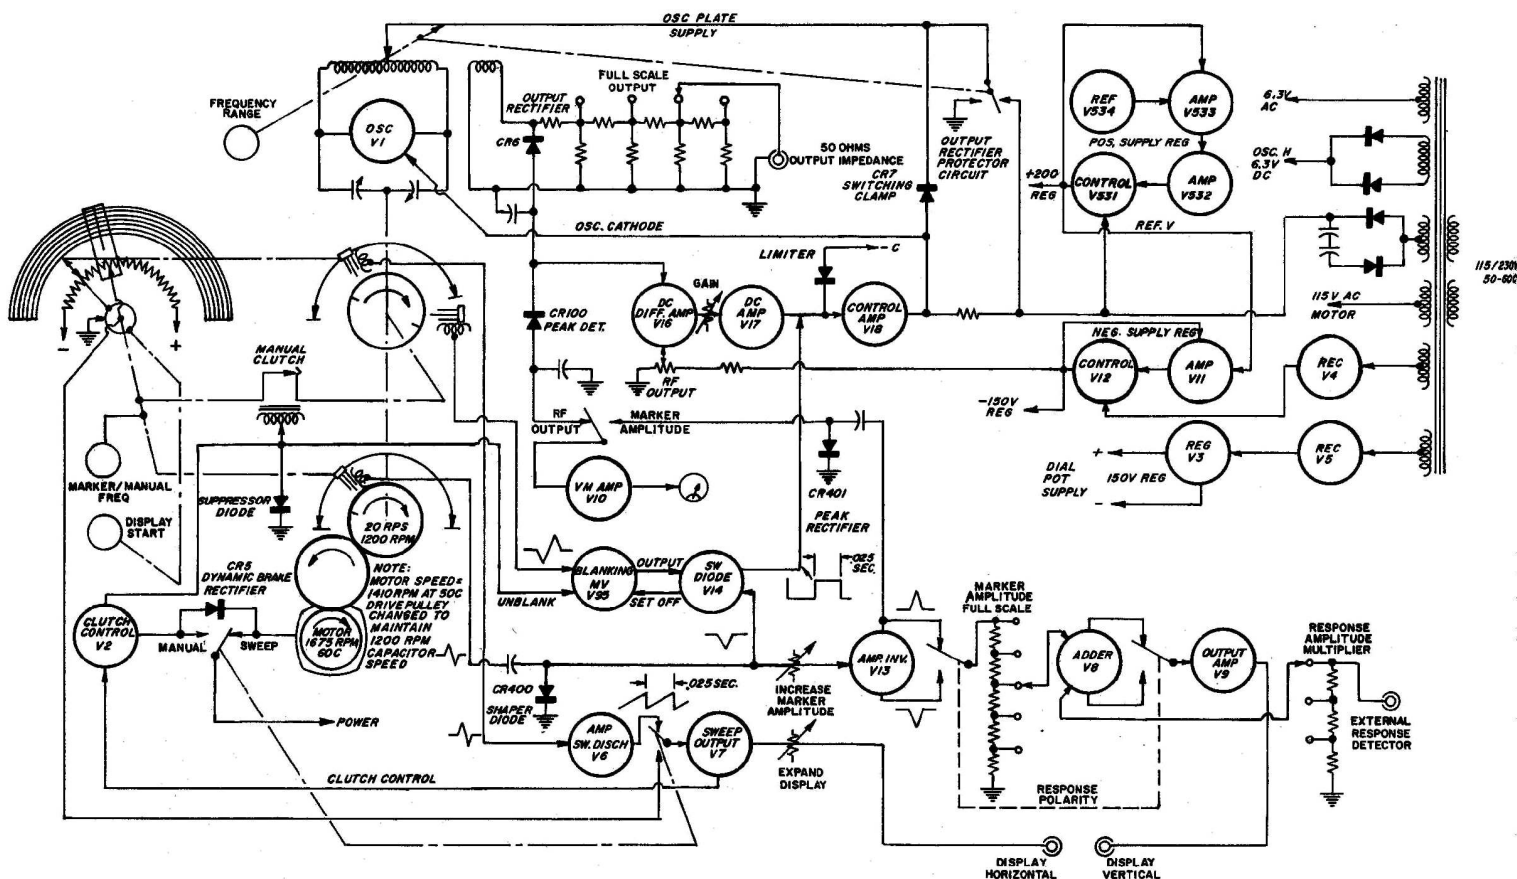 OSC PLATE
SUPPLY
FREQUENCY
RANGE
OSC
V1
OUTPUT
RECTIFIER
FULL SCALE
OUTPUT
CR6
50 OHMS
OUTPUT IMPEDANCE
OUTPUT
RECTIFIER
PROTECTOR
CIRCUIT
CR7
SWITCHING
CLAMP
REF
V534
AMP
V533
POS, SUPPLY REG
+200
REG
CONTROL
V531
AMP
V532
REF. V
6.3V
AC
OSC. H
6.3V
DC
115/230V
115V AC
MOTOR
OSC. CATHODE
LIMITER
- C
GAIN
DC
DIFF. AMP
V16
DC
AMP
V17
CONTROL
AMP
V18
CR100
PEAK DET.
RF
OUTPUT
NEG. SUPPLY REG
CONTROL
V12
AMP
V11
REC
V4
-150V
REG
RF
OUTPUT
MARKER
AMPLITUDE
VM AMP
V10
CR401
PEAK
RECTIFIER
REG
V3
REC
V5
+
150V REG
DIAL
POT
SUPPLY
-
- +
MANUAL
CLUTCH
MARKER/MANUAL
FREQ
DISPLAY
START
SUPPRESSOR
DIODE
20 RPS
1200 RPM
CR5
DYNAMIC BRAKE
RECTIFIER
NOTE:
MOTOR SPEED=
1410 RPM AT 50C
DRIVE PULLEY
CHANGED TO
MAINTAIN
1200 RPM
CAPACITOR
SPEED
CLUTCH
CONTROL
V2
MANUAL
SWEEP
MOTOR
1675 RPM
60C
POWER
CLUTCH CONTROL
UNBLANK
BLANKING
MV
V95
OUTPUT
SET OFF
SW
DIODE
V14
.025
SEC.
CR400
SHAPER
DIODE
.025 SEC.
AMP
SW. DISCH
V6
SWEEP
OUTPUT
V7
INCREASE
MARKER
AMPLITUDE
EXPAND
DISPLAY
AMP. INV.
V13
MARKER
AMPLITUDE
FULL SCALE
ADDER
V8
OUTPUT
AMP
V9
RESPONSE
POLARITY
RESPONSE
AMPLITUDE
MULTIPLIER
EXTERNAL
RESPONSE
DETECTOR
DISPLAY
HORIZONTAL
DISPLAY
VERTICAL